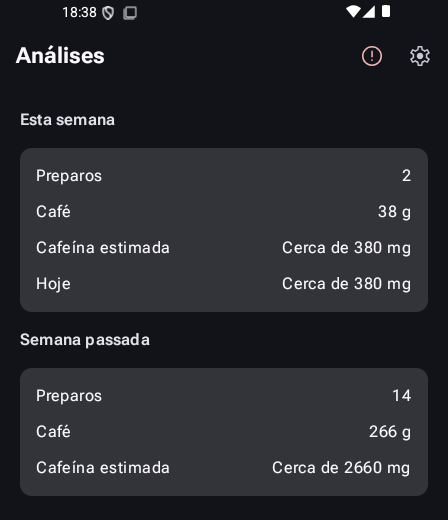 18:38
Análises
Esta semana
Preparos 2
Café 38 g
Cafeína estimada Cerca de 380 mg
Hoje Cerca de 380 mg
Semana passada
Preparos 14
Café 266 g
Cafeína estimada Cerca de 2660 mg